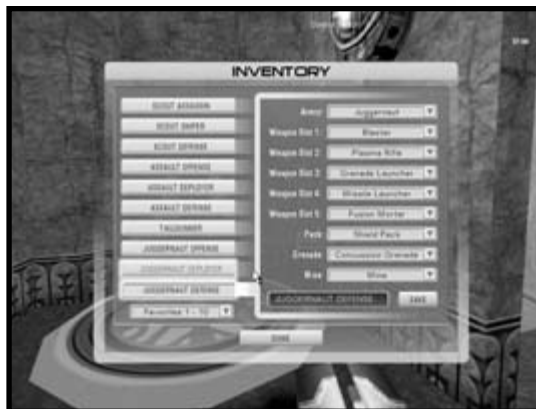 INVENTORY
SCOUT ASSASSIN
SCOUT SNIPER
SCOUT DEFENSE
ASSAULT OFFENSE
ASSAULT DEPLOYER
ASSAULT DEFENSE
TAILGUNNER
JUGGERNAUT OFFENSE
JUGGERNAUT DEPLOYER
JUGGERNAUT DEFENSE
Favorites 1 - 10
Armor: Juggernaut
Weapon Slot 1: Blaster
Weapon Slot 2: Plasma Rifle
Weapon Slot 3: Grenade Launcher
Weapon Slot 4: Missile Launcher
Weapon Slot 5: Fusion Mortar
Pack: Shield Pack
Grenade: Concussion Grenade
Mine: Mine
JUGGERNAUT DEFENSE SAVE
DONE